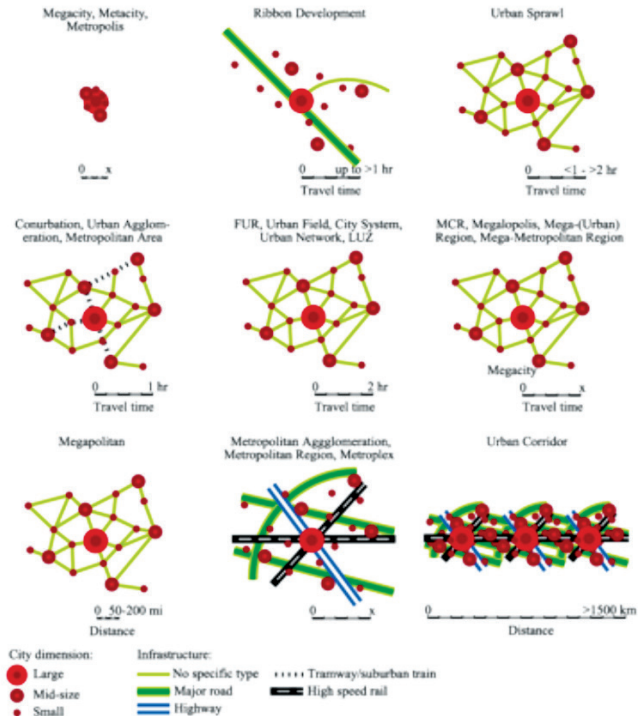 Megacity, Metacity,
Metropolis
0 x
Ribbon Development
0 up to >1 hr
Travel time
Urban Sprawl
0 <1 - >2 hr
Travel time
Conurbation, Urban Agglom-
eration, Metropolitan Area
0 1 hr
Travel time
FUR, Urban Field, City System,
Urban Network, LUZ
0 2 hr
Travel time
MCR, Megalopolis, Mega-(Urban)
Region, Mega-Metropolitan Region
Megacity
0 x
Travel time
Megapolitan
0 50-200 mi
Distance
Metropolitan Aggglomeration,
Metropolitan Region, Metroplex
0 x
Urban Corridor
0 >1500 km
Distance
City dimension:
Large
Mid-size
Small
Infrastructure:
No specific type
Major road
Highway
Tramway/suburban train
High speed rail